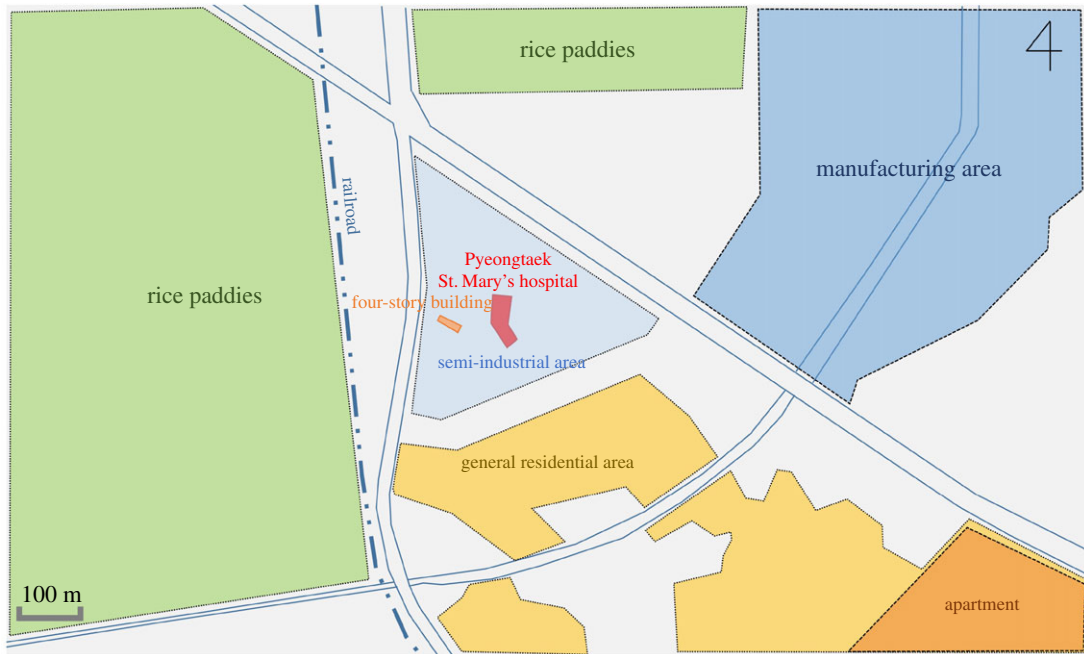 rice paddies
manufacturing area
railroad
rice paddies
Pyeongtaek
St. Mary's hospital
four-story building
semi-industrial area
general residential area
100 m
apartment